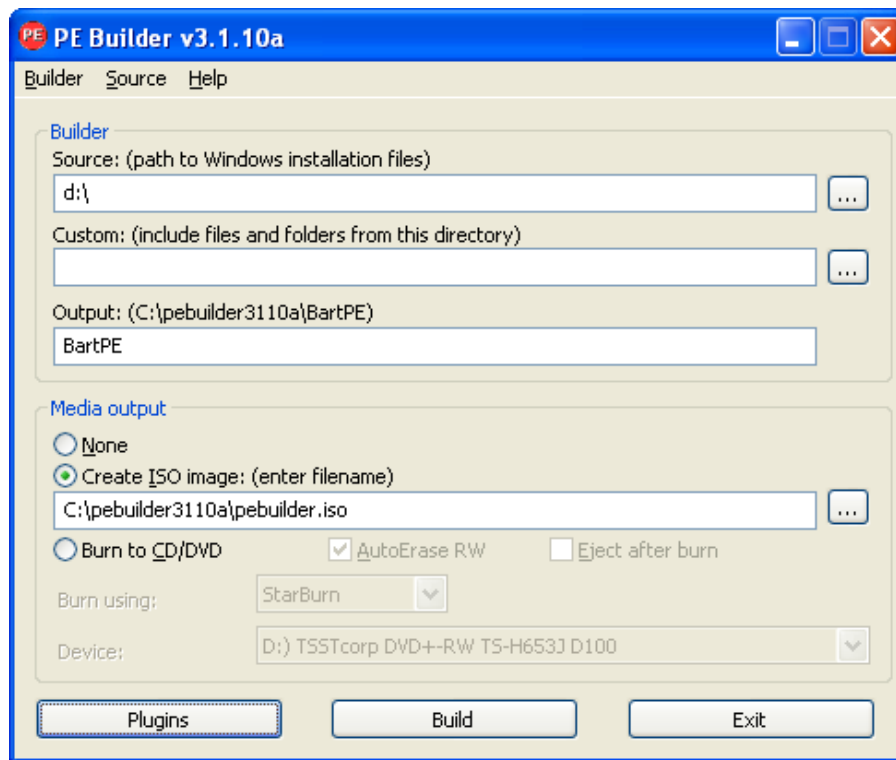 PE PE Builder v3.1.10a
Builder Source Help
Builder
Source: (path to Windows installation files)
d:\
...
Custom: (include files and folders from this directory)
...
Output: (C:\pebuilder3110a\BartPE)
BartPE
Media output
None
Create ISO image: (enter filename)
C:\pebuilder3110a\pebuilder.iso
...
Burn to CD/DVD AutoErase RW Eject after burn
Burn using: StarBurn
Device: D:) TSSTcorp DVD+-RW TS-H653J D100
Plugins Build Exit